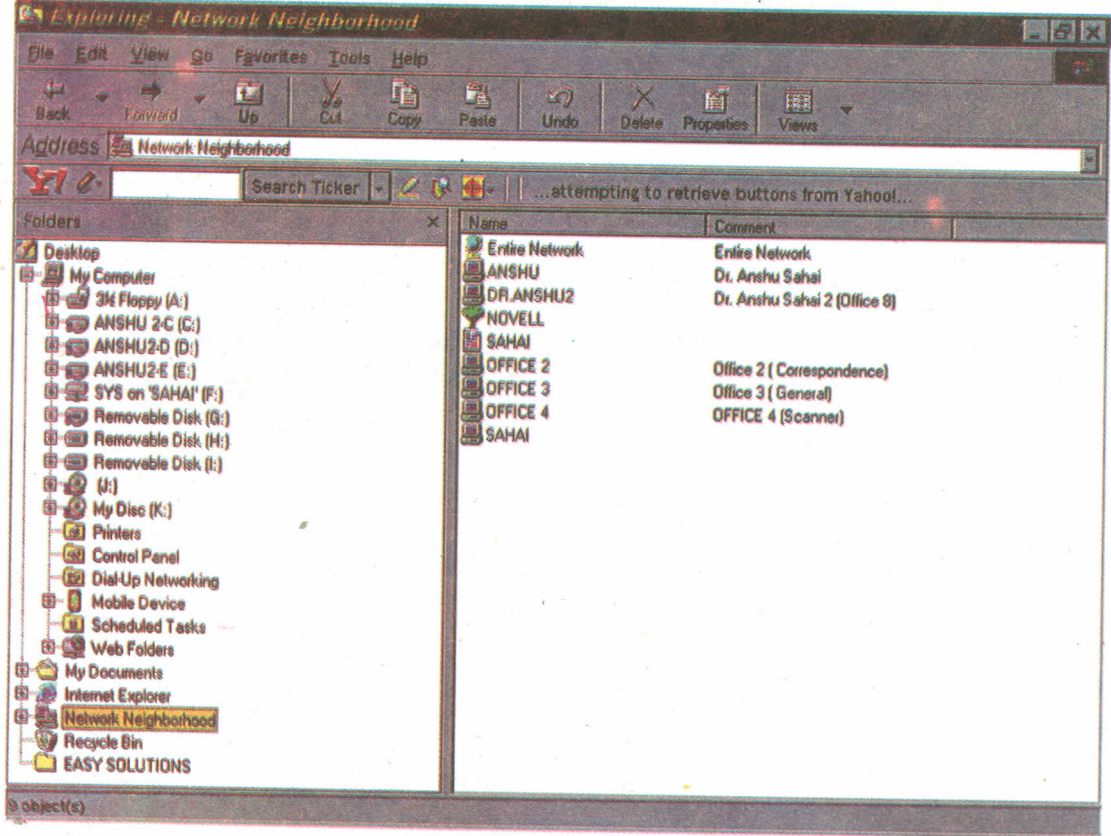 Exploring - Network Neighborhood
File Edit View Go Favorites Tools Help
Back Forward Up Cut Copy Paste Undo Delete Properties Views
Address Network Neighborhood
Y! Search Ticker ...attempting to retrieve buttons from Yahoo!...
Folders
Desktop
My Computer
3½ Floppy (A:)
ANSHU 2-C (C:)
ANSHU2-D (D:)
ANSHU2-E (E:)
SYS on 'SAHAI' (F:)
Removable Disk (G:)
Removable Disk (H:)
Removable Disk (I:)
(J:)
My Disc (K:)
Printers
Control Panel
Dial-Up Networking
Mobile Device
Scheduled Tasks
Web Folders
My Documents
Internet Explorer
Network Neighborhood
Recycle Bin
EASY SOLUTIONS
Name Comment
Entire Network Entire Network
ANSHU Dr. Anshu Sahai
DR.ANSHU2 Dr. Anshu Sahai 2 (Office 8)
NOVELL
SAHAI
OFFICE 2 Office 2 ( Correspondence)
OFFICE 3 Office 3 ( General)
OFFICE 4 OFFICE 4 (Scanner)
SAHAI
9 object(s)